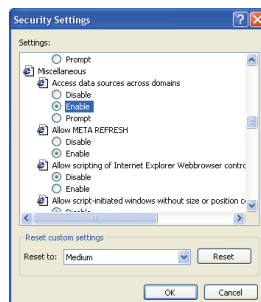 Security Settings
Settings:
Prompt
Miscellaneous
Access data sources across domains
Disable
Enable
Prompt
Allow META REFRESH
Disable
Enable
Allow scripting of Internet Explorer Webbrowser contro
Disable
Enable
Allow script-initiated windows without size or position co
Disable
Reset custom settings
Reset to: Medium Reset
OK Cancel